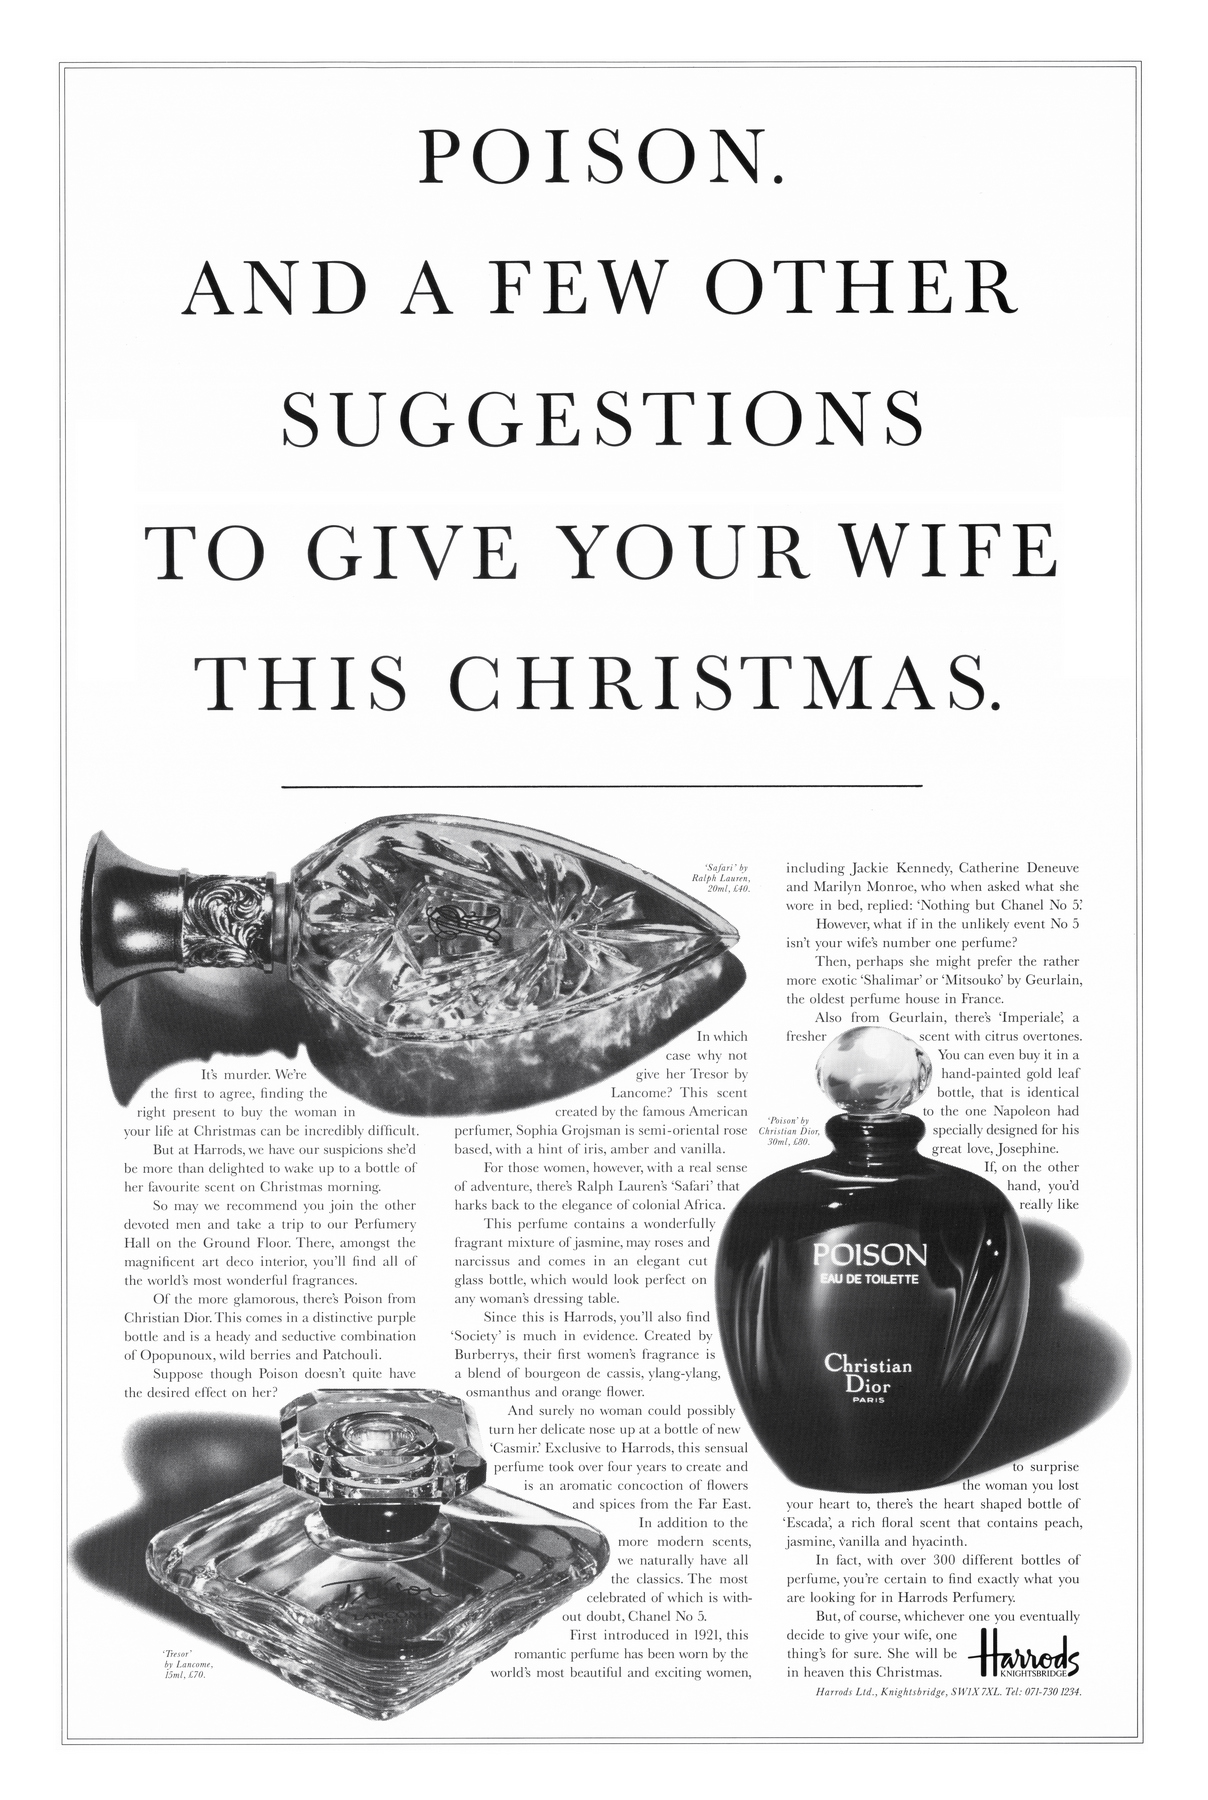 POISON.
AND A FEW OTHER
SUGGESTIONS
TO GIVE YOUR WIFE
THIS CHRISTMAS.
It's murder. We're
the first to agree, finding the
right present to buy the woman in
your life at Christmas can be incredibly difficult.
But at Harrods, we have our suspicions she'd
be more than delighted to wake up to a bottle of
her favourite scent on Christmas morning.
So may we recommend you join the other
devoted men and take a trip to our Perfumery
Hall on the Ground Floor. There, amongst the
magnificent art deco interior, you'll find all of
the world's most wonderful fragrances.
Of the more glamorous, there's Poison from
Christian Dior. This comes in a distinctive purple
bottle and is a heady and seductive combination
of Opopunoux, wild berries and Patchouli.
Suppose though Poison doesn't quite have
the desired effect on her?
Tresor
LANCOME
'Tresor'
by Lancome,
15ml, £70.
'Safari' by
Ralph Lauren,
20ml, £40.
In which
case why not
give her Tresor by
Lancome? This scent
created by the famous American
perfumer, Sophia Grojsman is semi-oriental rose
based, with a hint of iris, amber and vanilla.
For those women, however, with a real sense
of adventure, there's Ralph Lauren's 'Safari' that
harks back to the elegance of colonial Africa.
This perfume contains a wonderfully
fragrant mixture of jasmine, may roses and
narcissus and comes in an elegant cut
glass bottle, which would look perfect on
any woman's dressing table.
Since this is Harrods, you'll also find
'Society' is much in evidence. Created by
Burberrys, their first women's fragrance is
a blend of bourgeon de cassis, ylang-ylang,
osmanthus and orange flower.
And surely no woman could possibly
turn her delicate nose up at a bottle of new
'Casmir.' Exclusive to Harrods, this sensual
perfume took over four years to create and
is an aromatic concoction of flowers
and spices from the Far East.
In addition to the
more modern scents,
we naturally have all
the classics. The most
celebrated of which is with-
out doubt, Chanel No 5.
First introduced in 1921, this
romantic perfume has been worn by the
world's most beautiful and exciting women,
including Jackie Kennedy, Catherine Deneuve
and Marilyn Monroe, who when asked what she
wore in bed, replied: 'Nothing but Chanel No 5.'
However, what if in the unlikely event No 5
isn't your wife's number one perfume?
Then, perhaps she might prefer the rather
more exotic 'Shalimar' or 'Mitsouko' by Geurlain,
the oldest perfume house in France.
Also from Geurlain, there's 'Imperiale', a
fresher scent with citrus overtones.
You can even buy it in a
hand-painted gold leaf
bottle, that is identical
to the one Napoleon had
specially designed for his
great love, Josephine.
If, on the other
hand, you'd
really like
'Poison' by
Christian Dior,
30ml, £80.
POISON
EAU DE TOILETTE
Christian
Dior
PARIS
to surprise
the woman you lost
your heart to, there's the heart shaped bottle of
'Escada', a rich floral scent that contains peach,
jasmine, vanilla and hyacinth.
In fact, with over 300 different bottles of
perfume, you're certain to find exactly what you
are looking for in Harrods Perfumery.
But, of course, whichever one you eventually
decide to give your wife, one
thing's for sure. She will be
in heaven this Christmas.
Harrods
KNIGHTSBRIDGE
Harrods Ltd., Knightsbridge, SW1X 7XL. Tel: 071-730 1234.